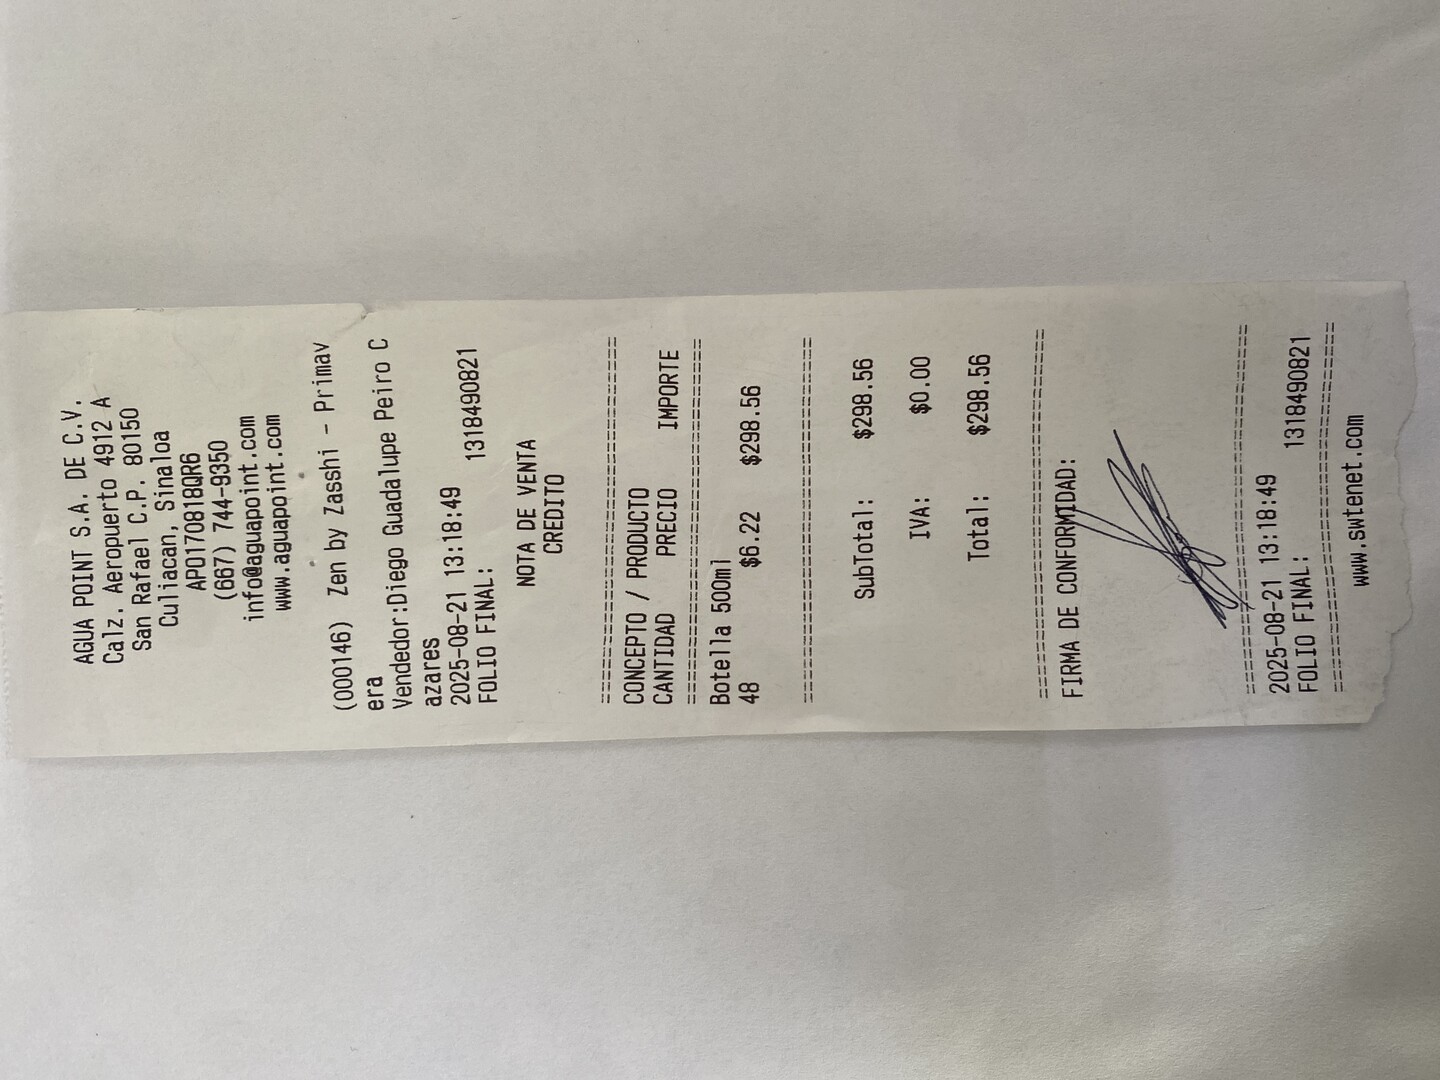 AGUA POINT S.A. DE C.V.
Calz. Aeropuerto 4912 A
San Rafael C.P. 80150
Culiacan, Sinaloa
APO170818QR6
(667) 744-9350
info@aguapoint.com
www.aguapoint.com
(000146) Zen by Zasshi - Primav
era
Vendedor:Diego Guadalupe Peiro C
azares
2025-08-21 13:18:49
FOLIO FINAL: 1318490821
NOTA DE VENTA
CREDITO
================================
CONCEPTO / PRODUCTO
CANTIDAD PRECIO IMPORTE
================================
Botella 500ml
48 $6.22 $298.56
================================
SubTotal: $298.56
IVA: $0.00
Total: $298.56
================================
FIRMA DE CONFORMIDAD:
================================
2025-08-21 13:18:49
FOLIO FINAL: 1318490821
================================
www.swtenet.com